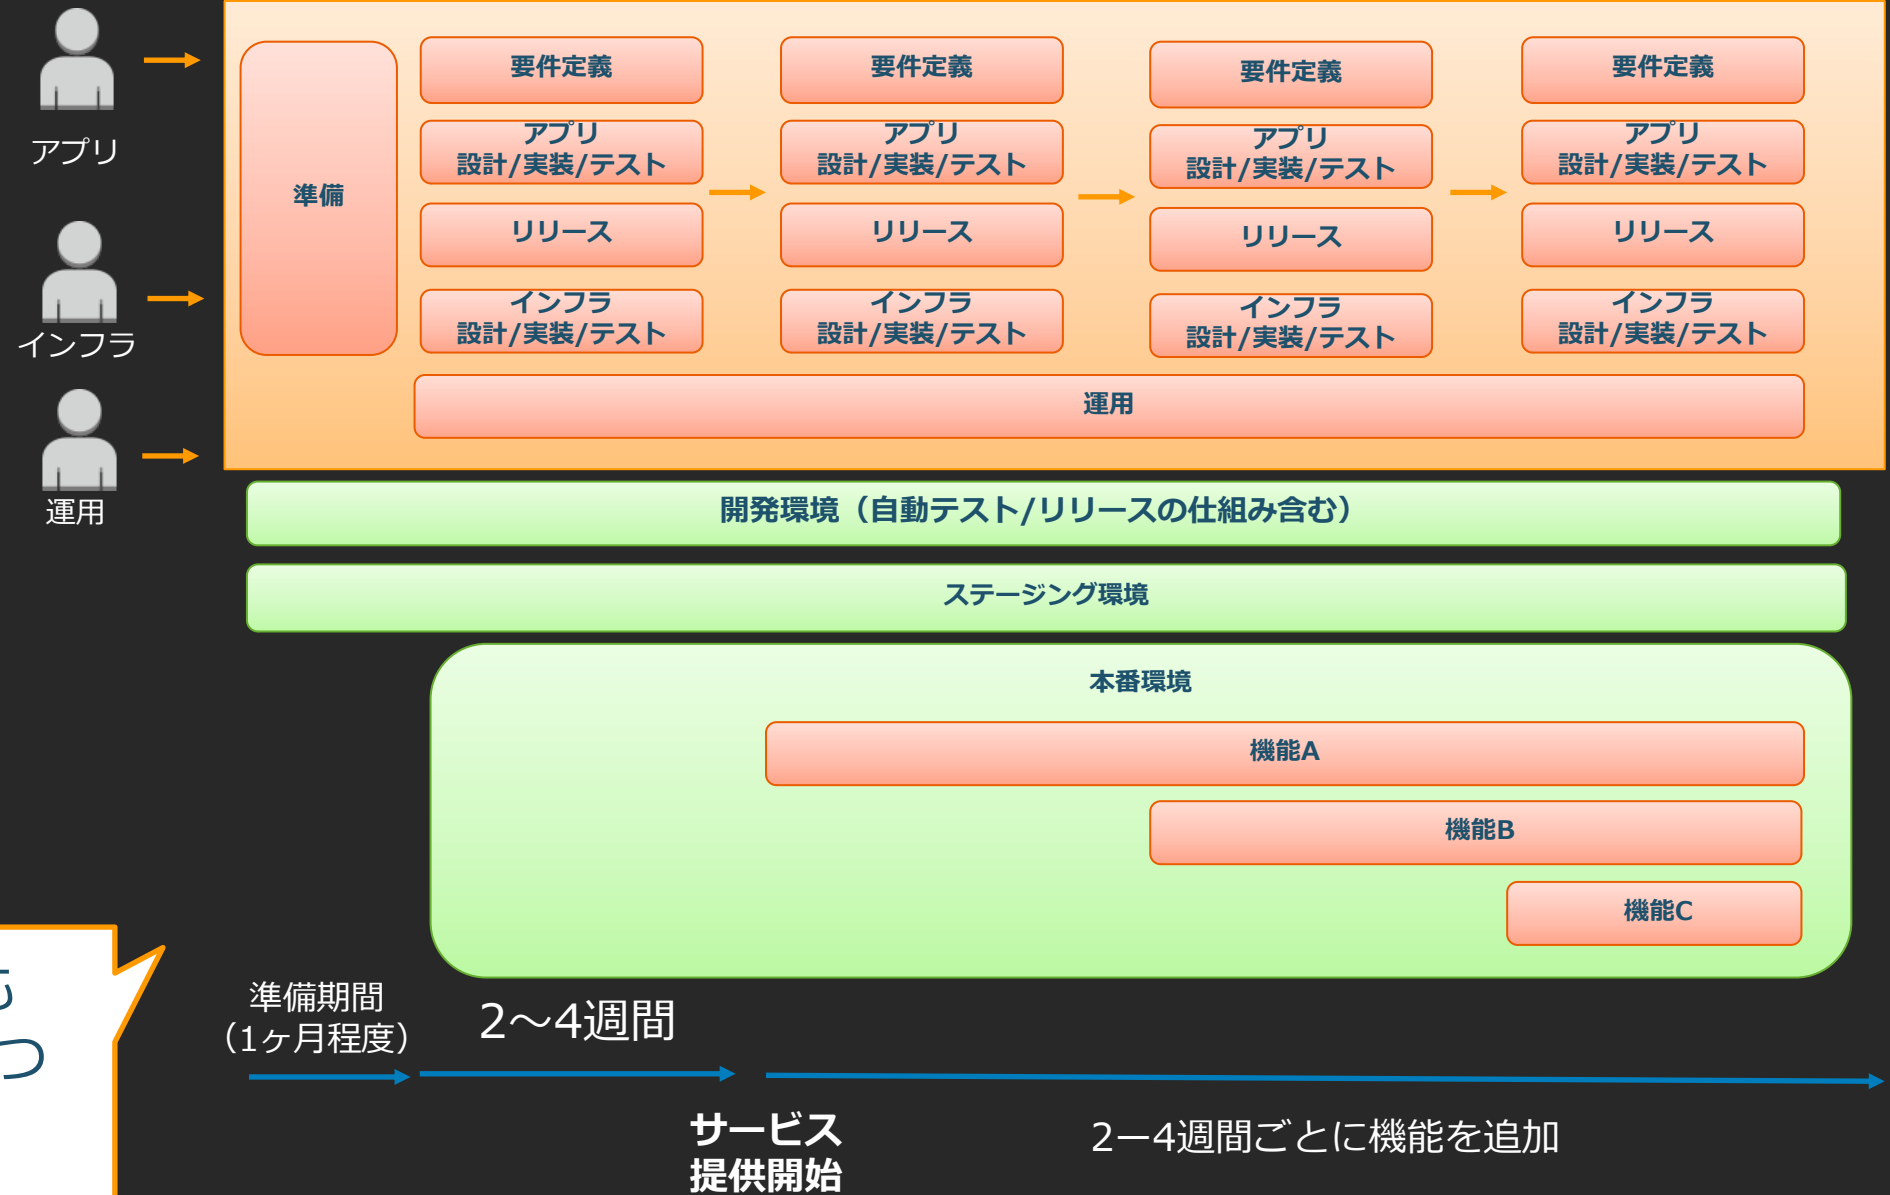 アプリ
インフラ
運用
準備
要件定義
アプリ
設計/実装/テスト
リリース
インフラ
設計/実装/テスト
要件定義
アプリ
設計/実装/テスト
リリース
インフラ
設計/実装/テスト
要件定義
アプリ
設計/実装/テスト
リリース
インフラ
設計/実装/テスト
要件定義
アプリ
設計/実装/テスト
リリース
インフラ
設計/実装/テスト
運用
開発環境（自動テスト/リリースの仕組み含む）
ステージング環境
本番環境
機能A
機能B
機能C
つ
準備期間
（1ヶ月程度）
2～4週間
サービス
提供開始
2ー4週間ごとに機能を追加